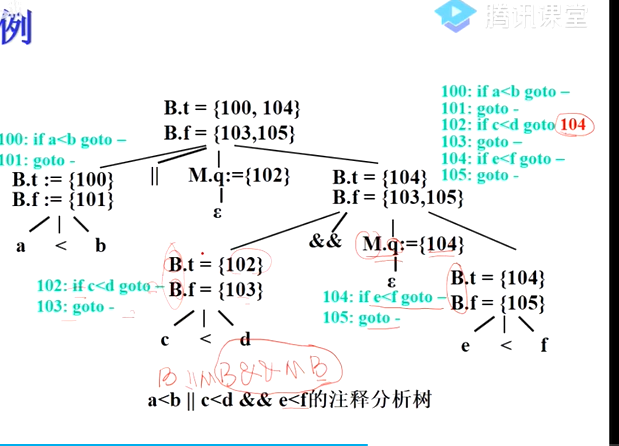 例
腾讯课堂
B.t = {100, 104}
B.f = {103,105}
100: if a<b goto –
101: goto -
102: if c<d goto 104
103: goto –
104: if e<f goto –
105: goto -
100: if a<b goto –
101: goto -
B.t := {100}
B.f := {101}
||
M.q:={102}
ε
B.t = {104}
B.f = {103,105}
a < b
&&
M.q:={104}
ε
B.t = {102}
B.f = {103}
102: if c<d goto –
103: goto -
104: if e<f goto –
105: goto -
B.t = {104}
B.f = {105}
c < d
e < f
B || M B && M B
a<b || c<d && e<f的注释分析树